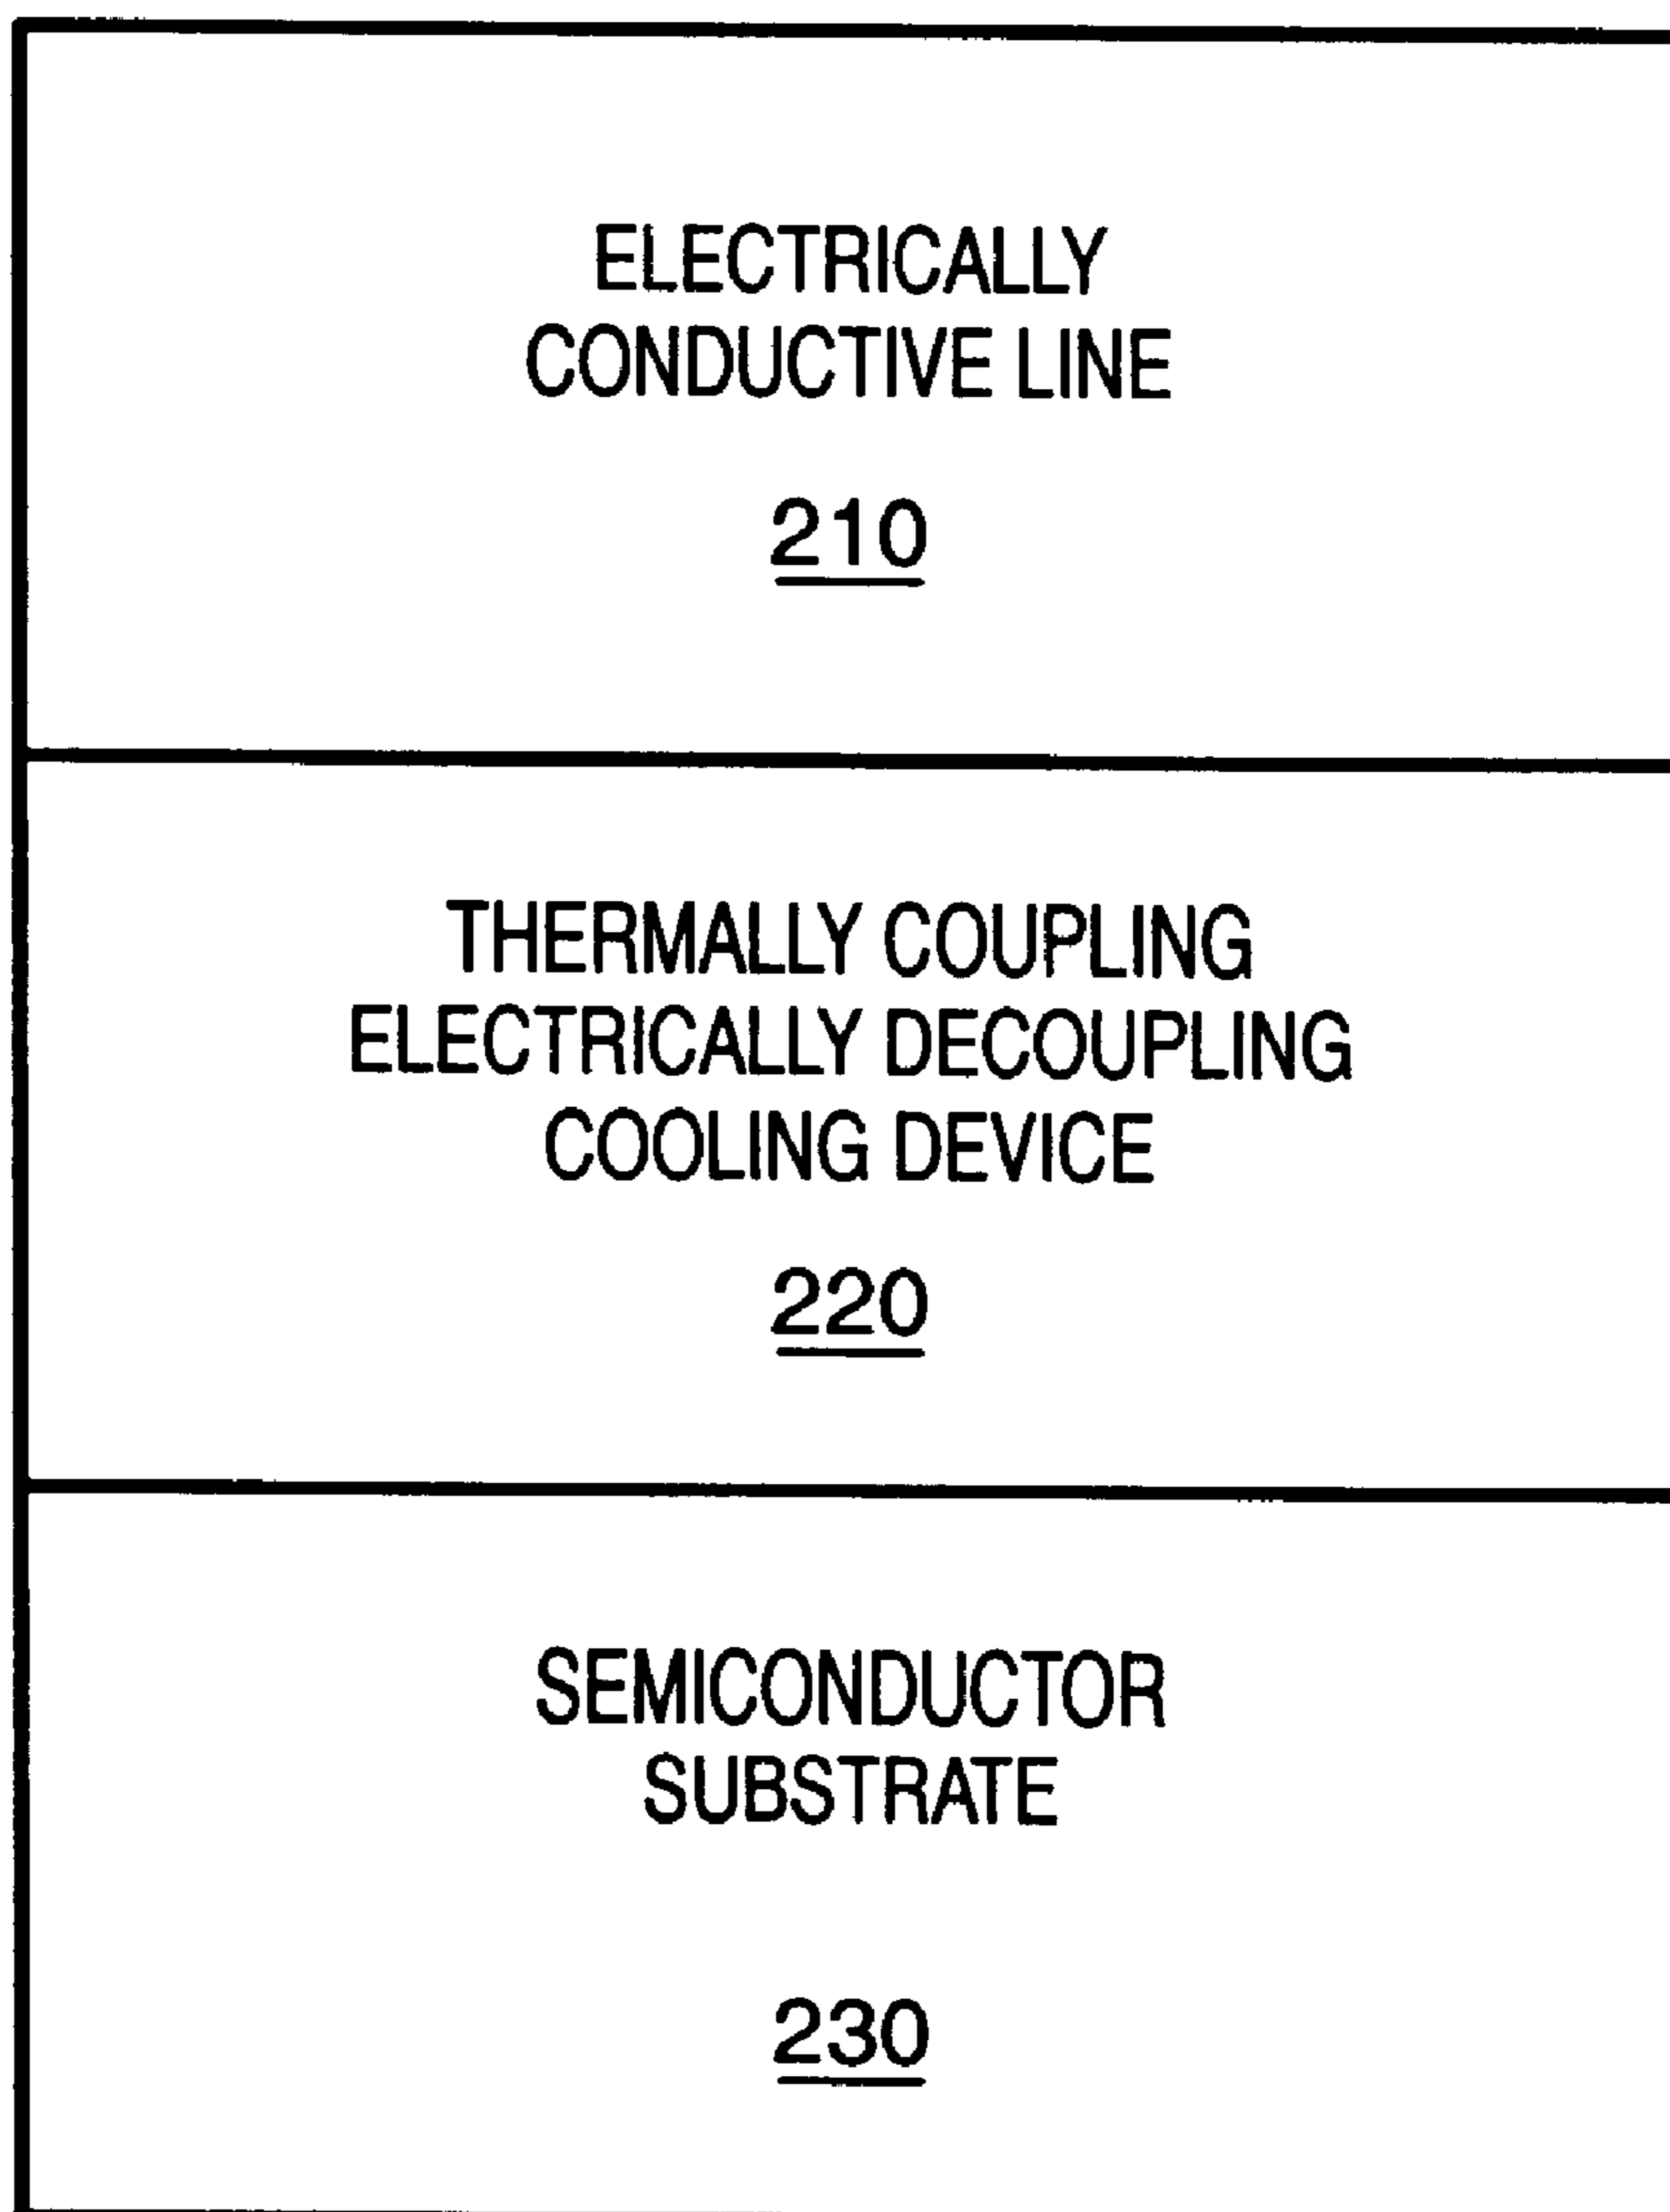 ELECTRICALLY
CONDUCTIVE LINE
210
THERMALLY COUPLING
ELECTRICALLY DECOUPLING
COOLING DEVICE
220
SEMICONDUCTOR
SUBSTRATE
230